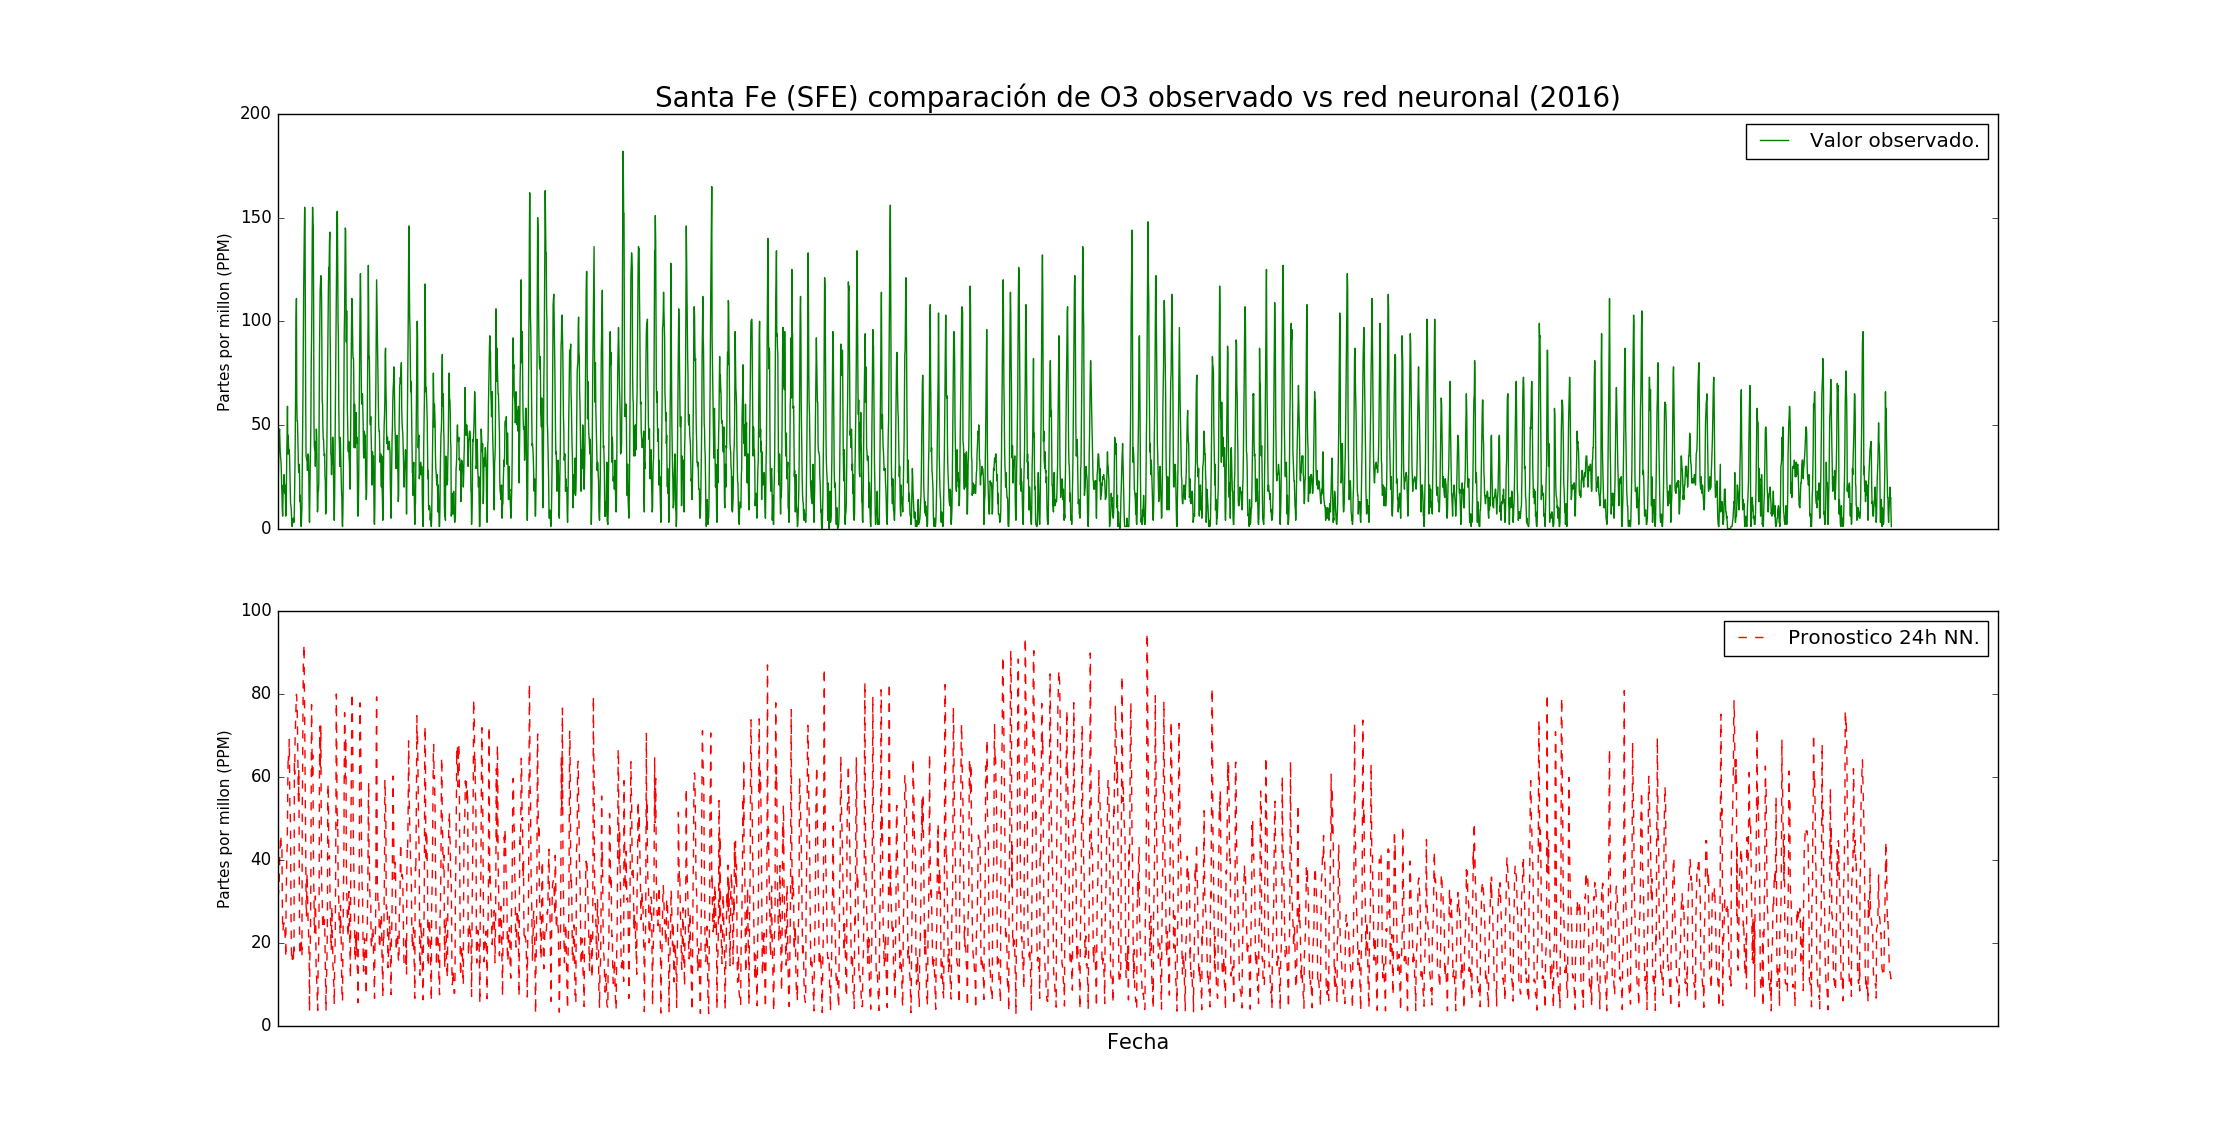 Santa Fe (SFE) comparación de O3 observado vs red neuronal (2016)
200
150
100
50
0
Partes por millon (PPM)
Valor observado.
100
80
60
40
20
0
Partes por millon (PPM)
Pronostico 24h NN.
Fecha